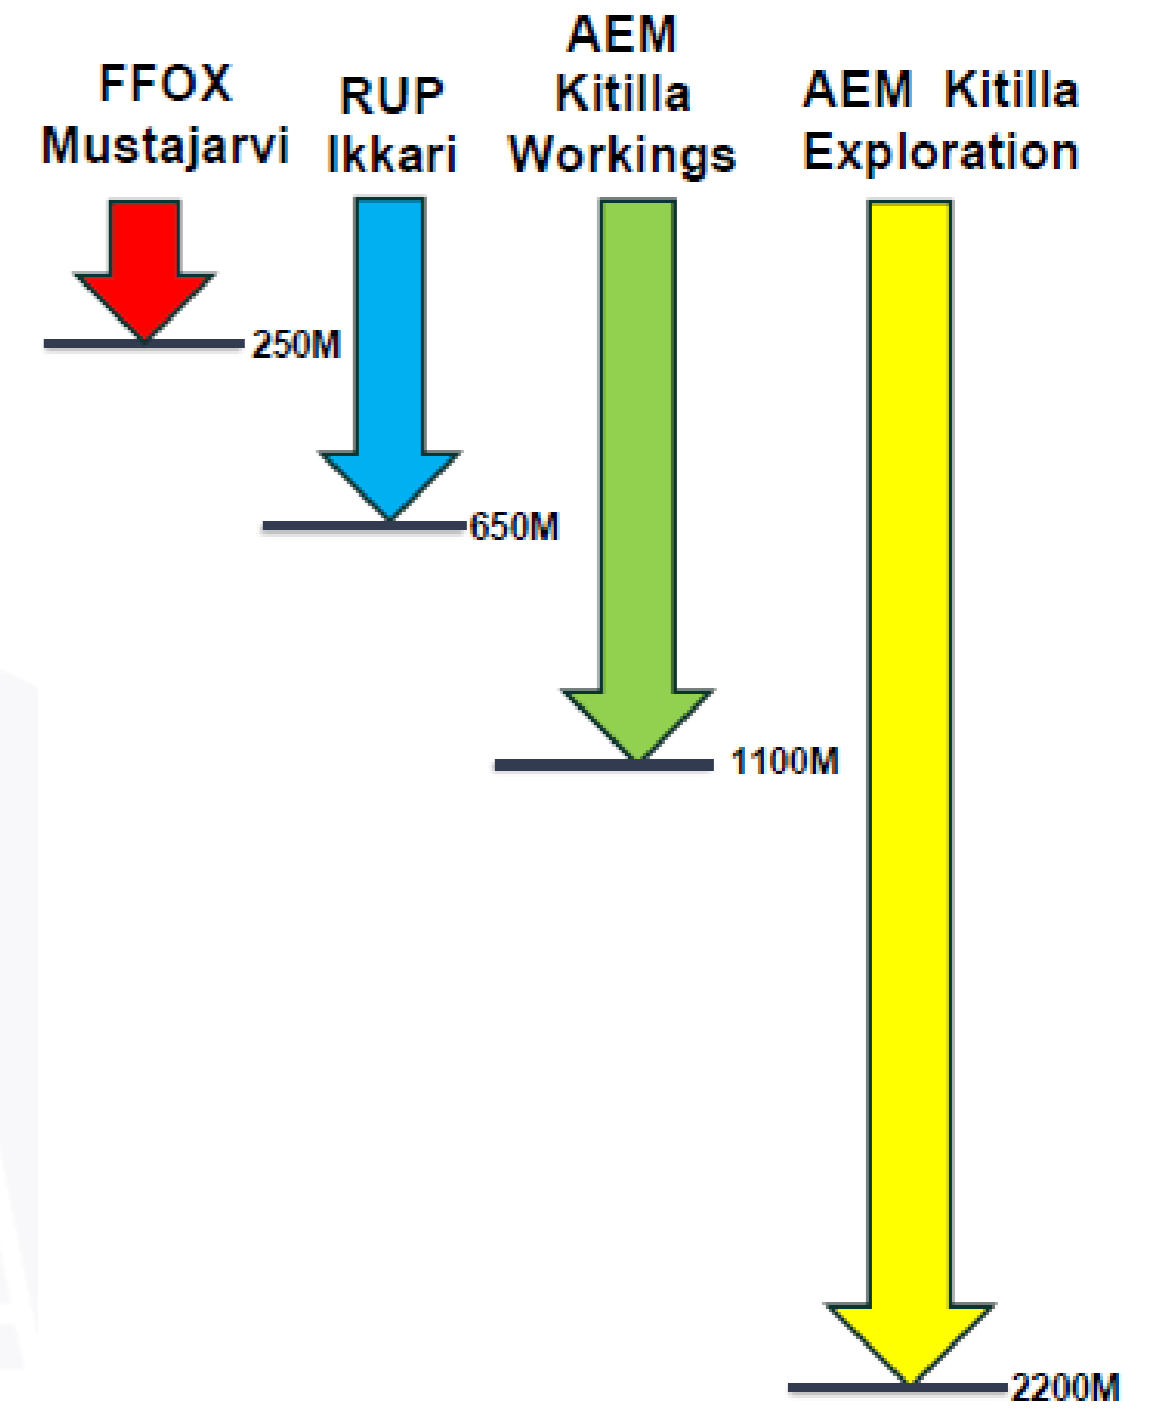 FFOX
Mustajarvi
RUP
Ikkari
AEM
Kitilla
Workings
AEM Kitilla
Exploration
250M
650M
1100M
2200M